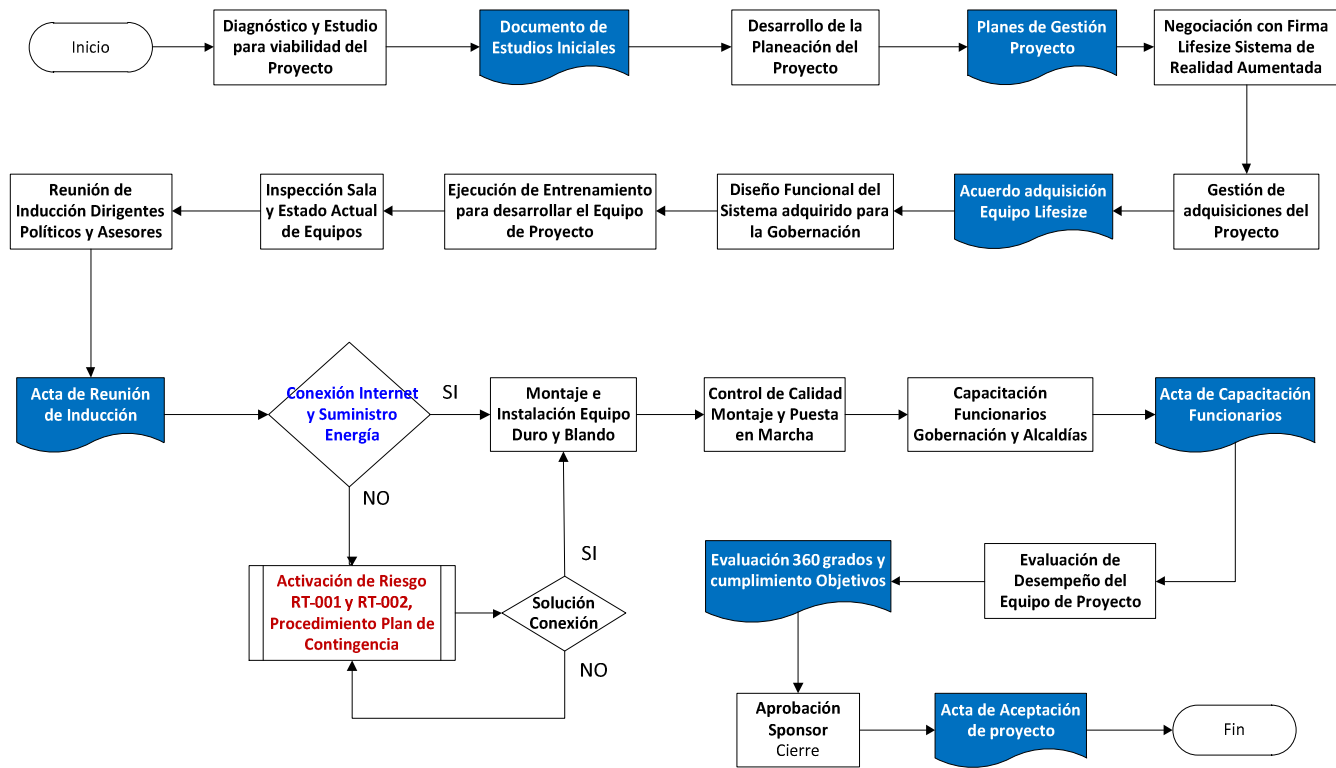 Inicio
Diagnóstico y Estudio
para viabilidad del
Proyecto
Documento de
Estudios Iniciales
Desarrollo de la
Planeación del
Proyecto
Planes de Gestión
Proyecto
Negociación con Firma
Lifesize Sistema de
Realidad Aumentada
Gestión de
adquisiciones del
Proyecto
Acuerdo adquisición
Equipo Lifesize
Diseño Funcional del
Sistema adquirido para
la Gobernación
Ejecución de Entrenamiento
para desarrollar el Equipo
de Proyecto
Inspección Sala
y Estado Actual
de Equipos
Reunión de
Inducción Dirigentes
Políticos y Asesores
Acta de Reunión
de Inducción
Conexión Internet
y Suministro
Energía
SI
NO
Activación de Riesgo
RT-001 y RT-002,
Procedimiento Plan de
Contingencia
Solución
Conexión
SI
NO
Montaje e
Instalación Equipo
Duro y Blando
Control de Calidad
Montaje y Puesta
en Marcha
Capacitación
Funcionarios
Gobernación y Alcaldías
Acta de Capacitación
Funcionarios
Evaluación de
Desempeño del
Equipo de Proyecto
Evaluación 360 grados y
cumplimiento Objetivos
Aprobación
Sponsor
Cierre
Acta de Aceptación
de proyecto
Fin